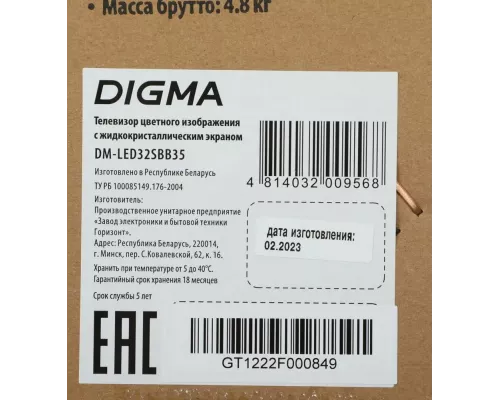 • Масса брутто: 4.8 кг
DIGMA
Телевизор цветного изображения
с жидкокристаллическим экраном
DM-LED32SBB35
Изготовлено в Республике Беларусь
ТУ РБ 100085149.176-2004
Изготовитель:
Производственное унитарное предприятие
«Завод электроники и бытовой техники
Горизонт».
Адрес: Республика Беларусь, 220014,
г. Минск, пер. С.Ковалевской, 62, к. 16.
Хранить при температуре от 5 до 40°С.
Гарантийный срок хранения 18 месяцев
Срок службы 5 лет
4 814032 009568
дата изготовления:
02.2023
EAC
GT1222F000849